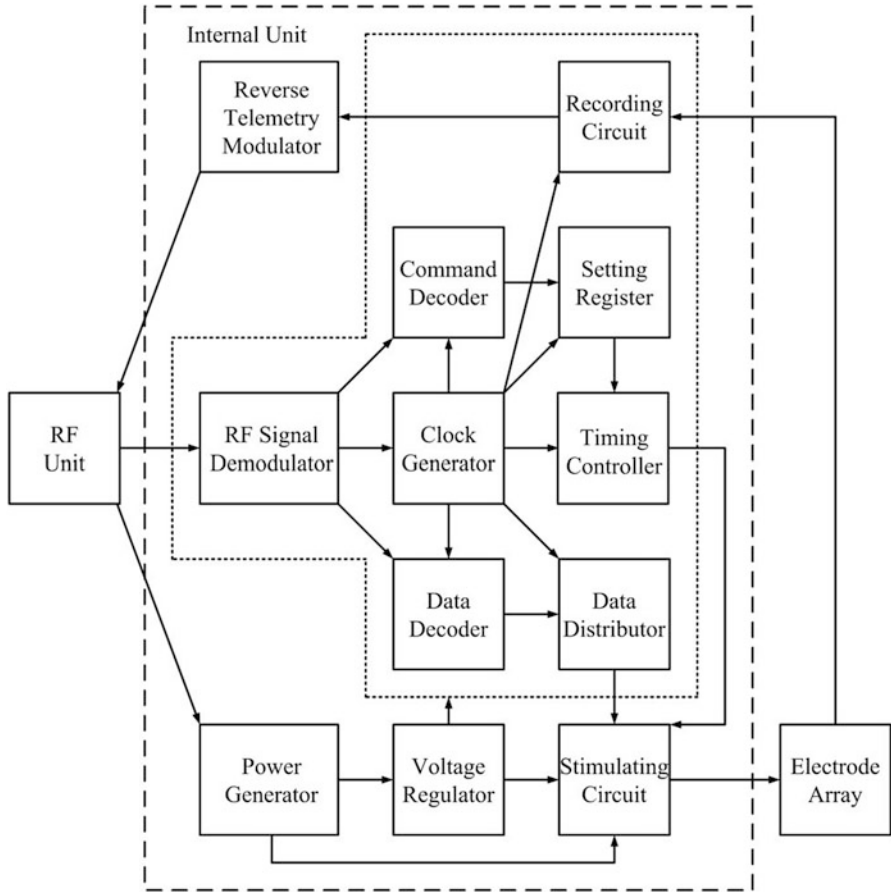 Internal Unit
Reverse
Telemetry
Modulator
Recording
Circuit
Command
Decoder
Setting
Register
RF
Unit
RF Signal
Demodulator
Clock
Generator
Timing
Controller
Data
Decoder
Data
Distributor
Power
Generator
Voltage
Regulator
Stimulating
Circuit
Electrode
Array